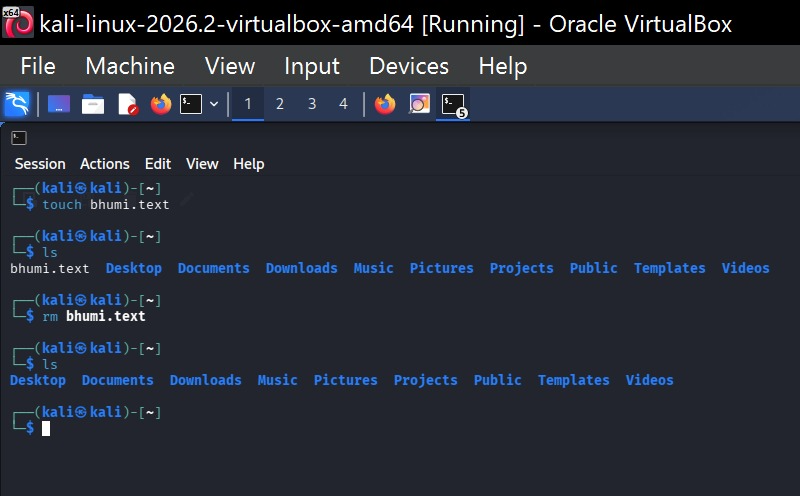 x64
kali-linux-2026.2-virtualbox-amd64 [Running] - Oracle VirtualBox
File Machine View Input Devices Help
1 2 3 4 5
Session Actions Edit View Help
┌──(kali㉿kali)-[~]
└─$ touch bhumi.text
┌──(kali㉿kali)-[~]
└─$ ls
bhumi.text Desktop Documents Downloads Music Pictures Projects Public Templates Videos
┌──(kali㉿kali)-[~]
└─$ rm bhumi.text
┌──(kali㉿kali)-[~]
└─$ ls
Desktop Documents Downloads Music Pictures Projects Public Templates Videos
┌──(kali㉿kali)-[~]
└─$